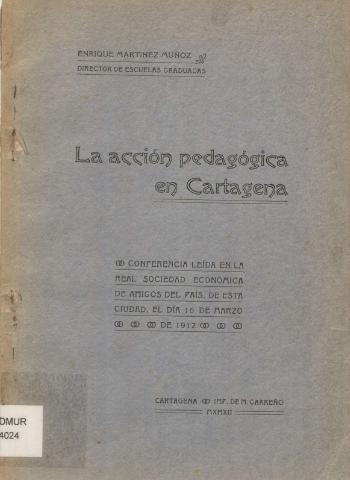 ENRIQUE MARTINEZ MUÑOZ
DIRECTOR DE ESCUELAS GRADUADAS
La acción pedagógica
en Cartagena
CONFERENCIA LEÍDA EN LA
REAL SOCIEDAD ECONÓMICA
DE AMIGOS DEL PAÍS, DE ESTA
CIUDAD, EL DÍA 16 DE MARZO
DE 1912
CARTAGENA IMP. DE M. CARREÑO
MXMXII
DMUR
4024